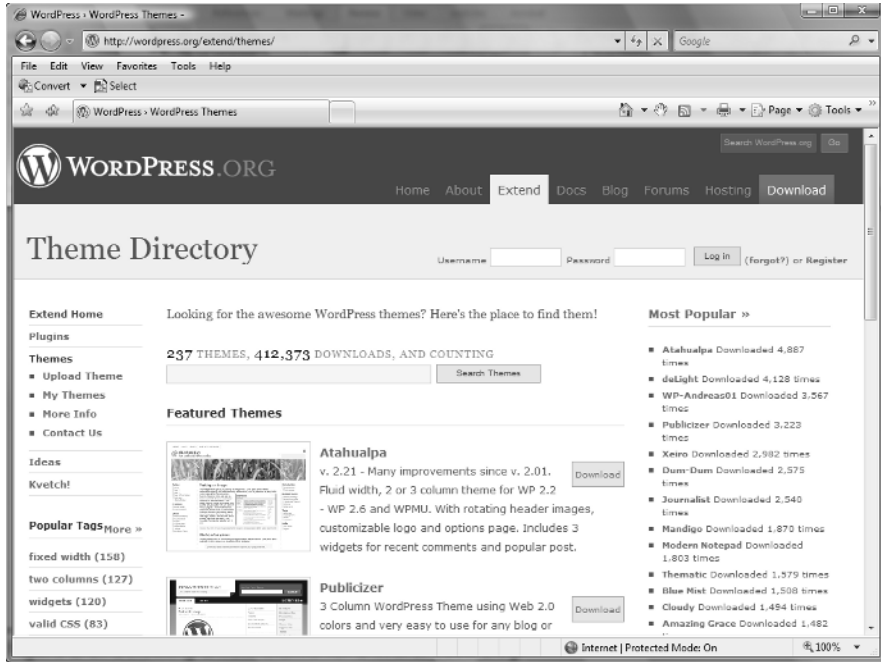 WordPress › WordPress Themes -
http://wordpress.org/extend/themes/
Google
File Edit View Favorites Tools Help
Convert Select
WordPress › WordPress Themes
Page Tools »
Search WordPress.org Go
WORDPRESS.ORG
Home About Extend Docs Blog Forums Hosting Download
Theme Directory
Username Password Log in (forgot?) or Register
Extend Home
Plugins
Themes
Upload Theme
My Themes
More Info
Contact Us
Ideas
Kvetch!
Popular Tags More »
fixed width (158)
two columns (127)
widgets (120)
valid CSS (83)
Looking for the awesome WordPress themes? Here's the place to find them!
237 THEMES, 412,373 DOWNLOADS, AND COUNTING
Search Themes
Featured Themes
Atahualpa
v. 2.21 - Many improvements since v. 2.01.
Download
Fluid width, 2 or 3 column theme for WP 2.2
- WP 2.6 and WPMU. With rotating header images,
customizable logo and options page. Includes 3
widgets for recent comments and popular post.
Publicizer
3 Column WordPress Theme using Web 2.0
Download
colors and very easy to use for any blog or
Most Popular »
Atahualpa Downloaded 4,887
times
deLight Downloaded 4,128 times
WP-Andreas01 Downloaded 3,567
times
Publicizer Downloaded 3,223
times
Xeiro Downloaded 2,982 times
Dum-Dum Downloaded 2,575
times
Journalist Downloaded 2,540
times
Mandigo Downloaded 1,870 times
Modern Notepad Downloaded
1,803 times
Thematic Downloaded 1,579 times
Blue Mist Downloaded 1,508 times
Cloudy Downloaded 1,494 times
Amazing Grace Downloaded 1,482
Internet | Protected Mode: On
100%